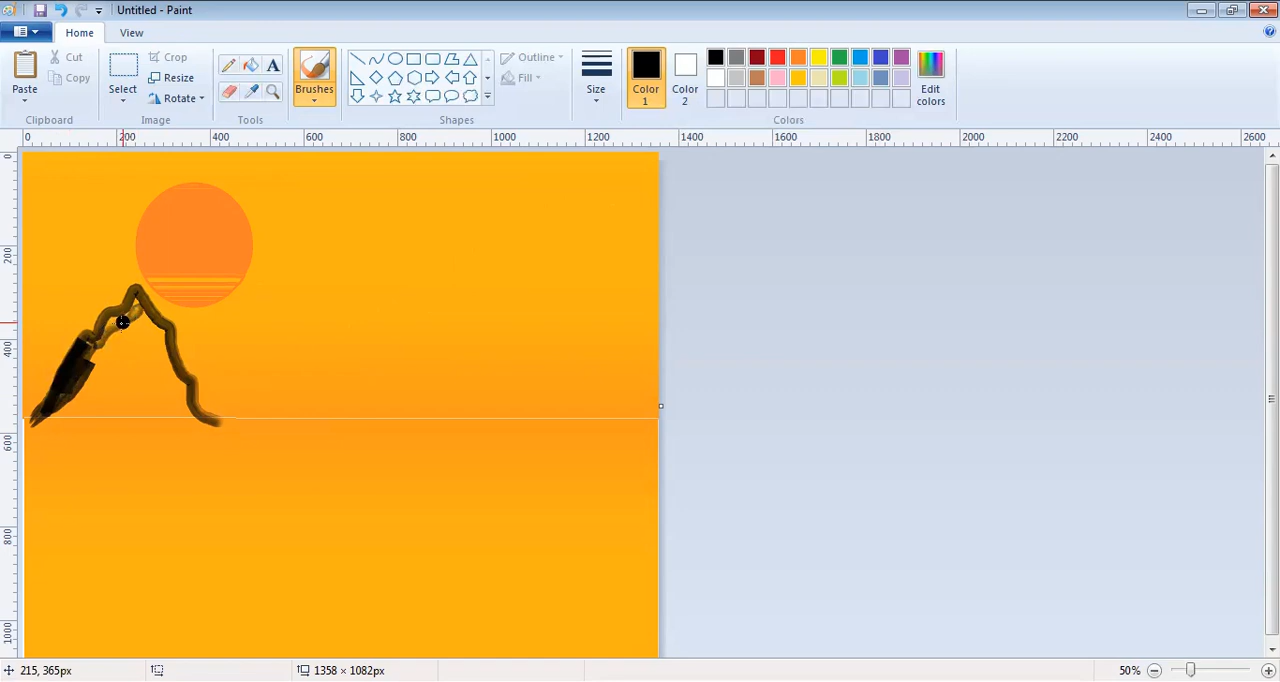 Untitled - Paint
Home View
Paste Cut Copy Clipboard
Select Crop Resize Rotate Image
A Tools
Brushes
Outline Fill Shapes
Size
Color 1 Color 2 Edit colors Colors
0 200 400 600 800 1000 1200 1400 1600 1800 2000 2200 2400 2600
0
200
400
600
800
1000
215, 365px 1358 × 1082px 50%